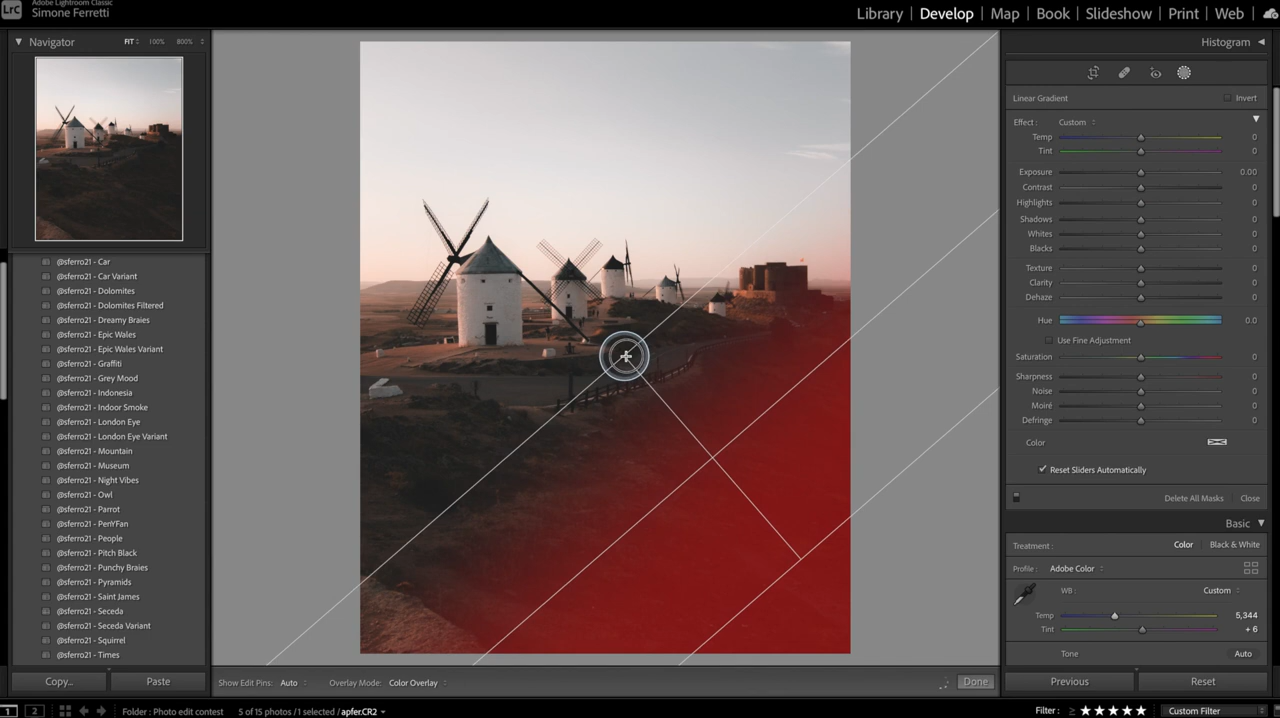 LrC
Adobe Lightroom Classic
Simone Ferretti
Library | Develop | Map | Book | Slideshow | Print | Web
Navigator
FIT
100%
800%
@sferro21 - Car
@sferro21 - Car Variant
@sferro21 - Dolomites
@sferro21 - Dolomites Filtered
@sferro21 - Dreamy Braies
@sferro21 - Epic Wales
@sferro21 - Epic Wales Variant
@sferro21 - Graffiti
@sferro21 - Grey Mood
@sferro21 - Indonesia
@sferro21 - Indoor Smoke
@sferro21 - London Eye
@sferro21 - London Eye Variant
@sferro21 - Mountain
@sferro21 - Museum
@sferro21 - Night Vibes
@sferro21 - Owl
@sferro21 - Parrot
@sferro21 - PeriYFan
@sferro21 - People
@sferro21 - Pitch Black
@sferro21 - Punchy Braies
@sferro21 - Pyramids
@sferro21 - Saint James
@sferro21 - Seceda
@sferro21 - Seceda Variant
@sferro21 - Squirrel
@sferro21 - Times
Copy...
Paste
Show Edit Pins: Auto
Overlay Mode: Color Overlay
Done
Histogram
Linear Gradient
Invert
Effect : Custom
Temp 0
Tint 0
Exposure 0.00
Contrast 0
Highlights 0
Shadows 0
Whites 0
Blacks 0
Texture 0
Clarity 0
Dehaze 0
Hue 0.0
Use Fine Adjustment
Saturation 0
Sharpness 0
Noise 0
Moiré 0
Defringe 0
Color
Reset Sliders Automatically
Delete All Masks
Close
Basic
Treatment : Color Black & White
Profile : Adobe Color
WB : Custom
Temp 5,344
Tint + 6
Tone Auto
Previous
Reset
1 2
Folder : Photo edit contest
5 of 15 photos / 1 selected / apfer.CR2
Filter : ≥ ★★★★★
Custom Filter